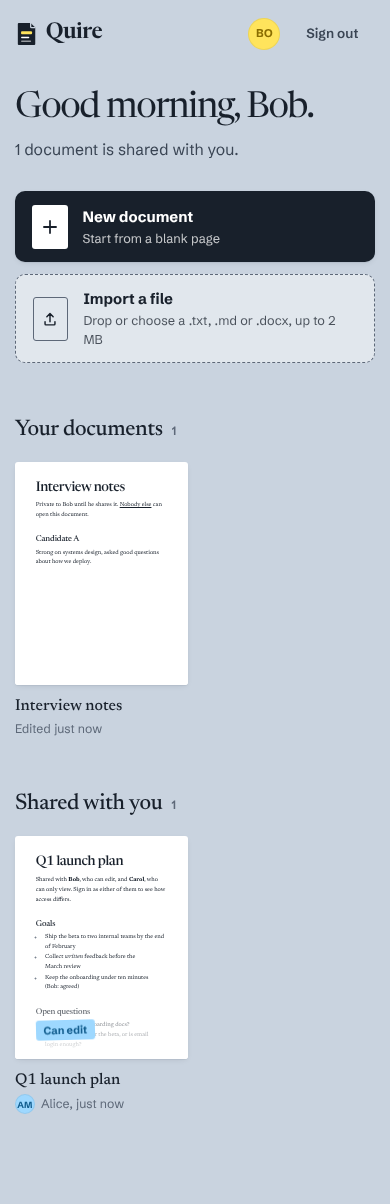 Quire
BO
Sign out
Good morning, Bob.
1 document is shared with you.
New document
Start from a blank page
Import a file
Drop or choose a .txt, .md or .docx, up to 2
MB
Your documents 1
Interview notes
Private to Bob until he shares it. Nobody else can
open this document.
Candidate A
Strong on systems design, asked good questions
about how we deploy.
Interview notes
Edited just now
Shared with you 1
Q1 launch plan
Shared with Bob, who can edit, and Carol, who
can only view. Sign in as either of them to see how
access differs.
Goals
Ship the beta to two internal teams by the end
of February
Collect written feedback before the
March review
Keep the onboarding under ten minutes
(Bob: agreed)
Open questions
docs?
the beta, or is email
Can edit
Q1 launch plan
AM
Alice, just now